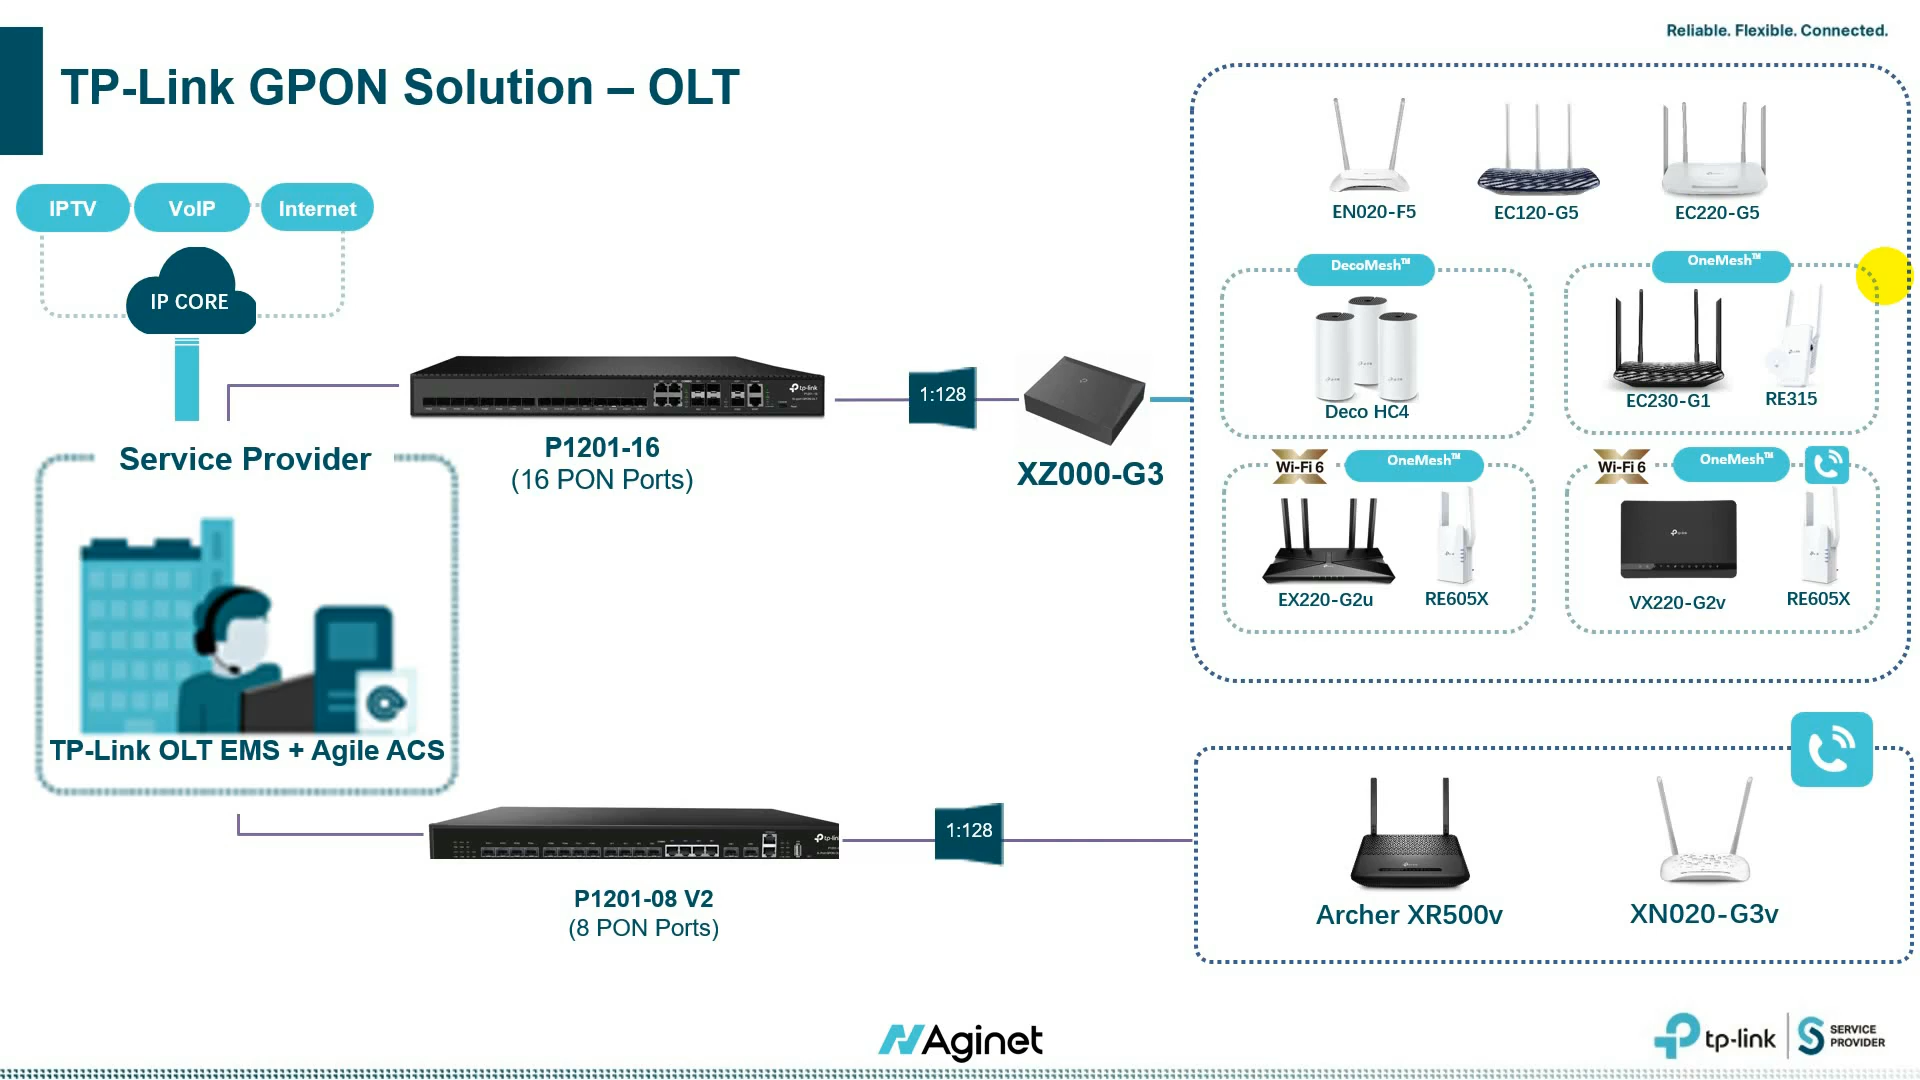 Reliable. Flexible. Connected.
TP-Link GPON Solution – OLT
IPTV
VoIP
Internet
IP CORE
Service Provider
TP-Link OLT EMS + Agile ACS
tp-link
P1201-16
(16 PON Ports)
1:128
XZ000-G3
EN020-F5
EC120-G5
EC220-G5
DecoMesh™
Deco HC4
OneMesh™
EC230-G1
RE315
Wi-Fi 6
OneMesh™
EX220-G2u
RE605X
Wi-Fi 6
OneMesh™
VX220-G2v
RE605X
P1201-08 V2
(8 PON Ports)
1:128
Archer XR500v
XN020-G3v
Aginet
tp-link
SERVICE
PROVIDER